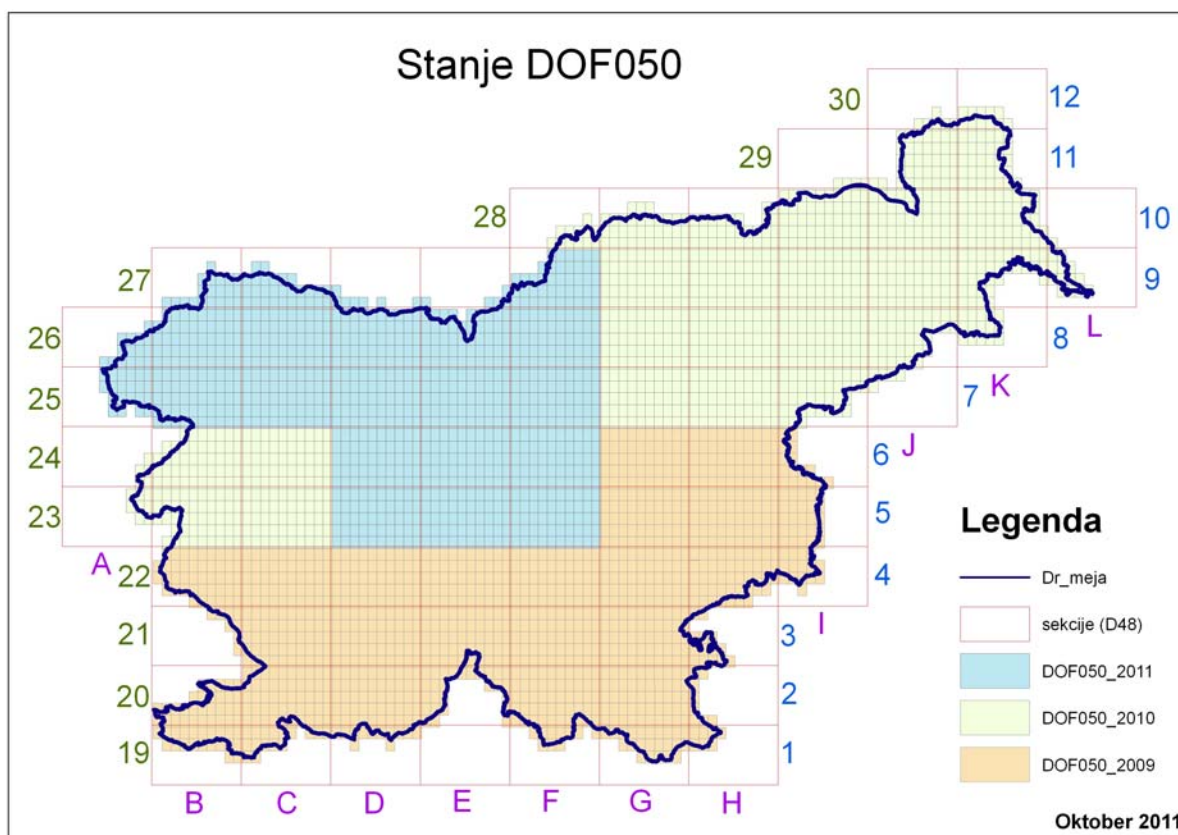 Stanje DOF050
30
12
29
11
28
10
27
9
26
8
L
25
7
K
24
6
J
23
5
A
22
4
21
3
I
20
2
19
1
B C D E F G H
Legenda
Dr_meja
sekcije (D48)
DOF050_2011
DOF050_2010
DOF050_2009
Oktober 2011